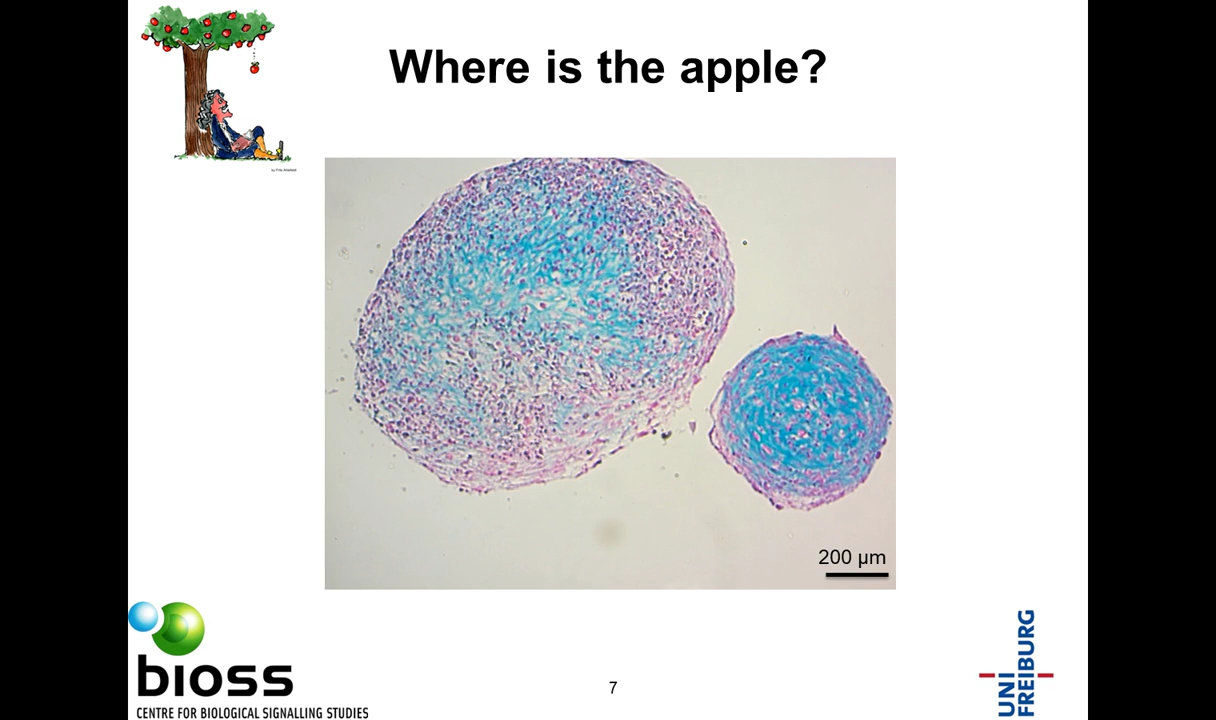 Where is the apple?
200 µm
bioss
CENTRE FOR BIOLOGICAL SIGNALLING STUDIES
7
UNI
FREIBURG